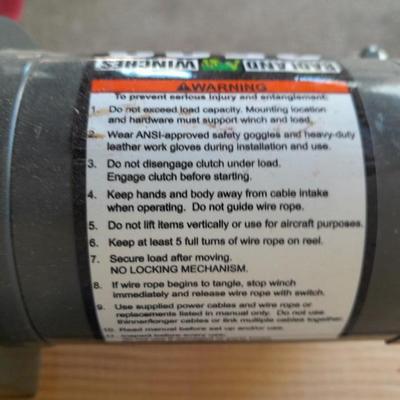 BADLAND WINCHES
WARNING
To prevent serious injury and entanglement:
1. Do not exceed load capacity. Mounting location
and hardware must support winch and load.
2. Wear ANSI-approved safety goggles and heavy-duty
leather work gloves during installation and use.
3. Do not disengage clutch under load.
Engage clutch before starting.
4. Keep hands and body away from cable intake
when operating. Do not guide wire rope.
5. Do not lift items vertically or use for aircraft purposes.
6. Keep at least 5 full turns of wire rope on reel.
7. Secure load after moving.
NO LOCKING MECHANISM.
8. If wire rope begins to tangle, stop winch
immediately and release wire rope with switch.
9. Use supplied power cables and wire rope or
replacements listed in manual only. Do not use
thinner/longer cables or link multiple cables together.
10. Read manual before set up and/or use.
11. Inspect before every use.